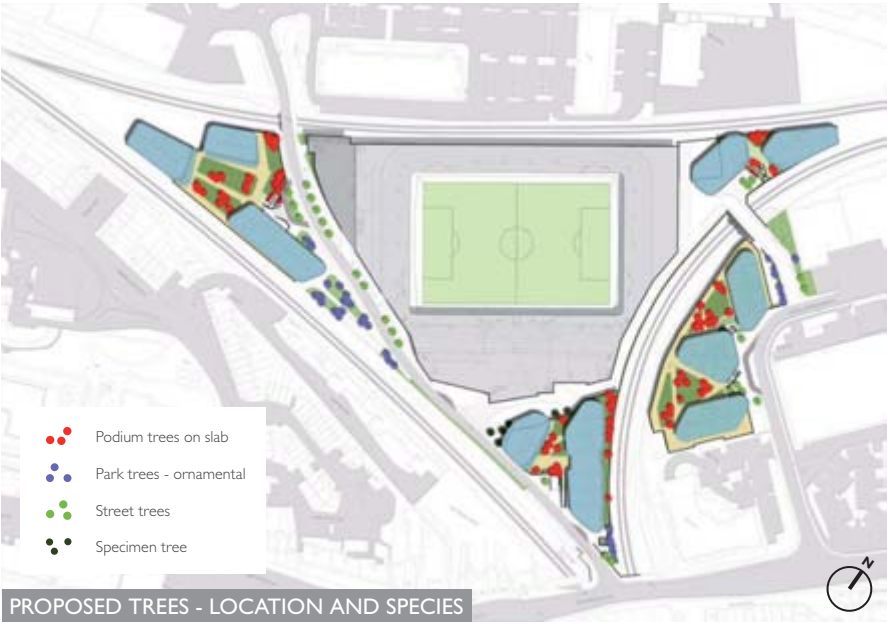 Podium trees on slab
Park trees - ornamental
Street trees
Specimen tree
N
PROPOSED TREES - LOCATION AND SPECIES